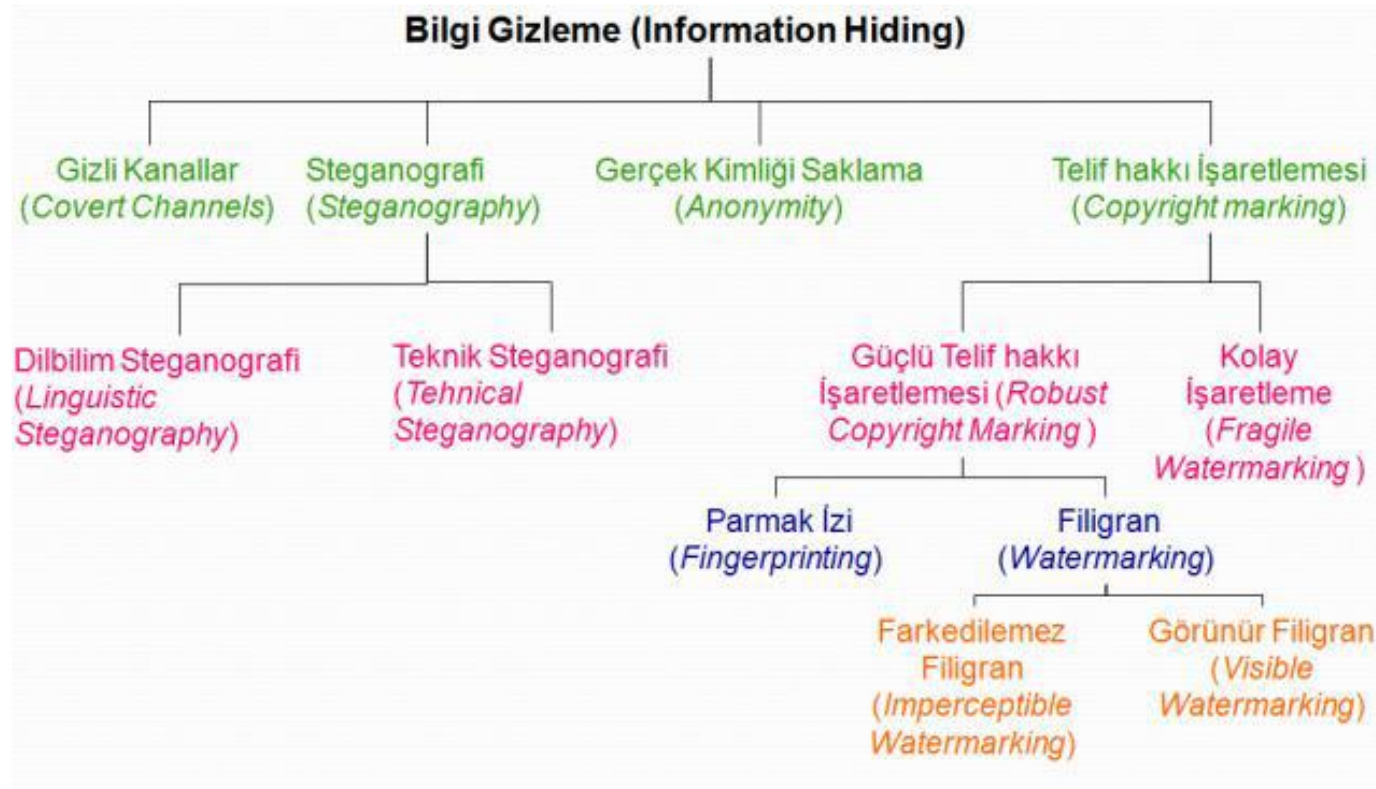 Bilgi Gizleme (Information Hiding)
Gizli Kanallar
(Covert Channels)
Steganografi
(Steganography)
Gerçek Kimliği Saklama
(Anonymity)
Telif hakkı İşaretlemesi
(Copyright marking)
Dilbilim Steganografi
(Linguistic
Steganography)
Teknik Steganografi
(Tehnical
Steganography)
Güçlü Telif hakkı
İşaretlemesi (Robust
Copyright Marking )
Kolay
İşaretleme
(Fragile
Watermarking )
Parmak İzi
(Fingerprinting)
Filigran
(Watermarking)
Farkedilemez
Filigran
(Imperceptible
Watermarking)
Görünür Filigran
(Visible
Watermarking)